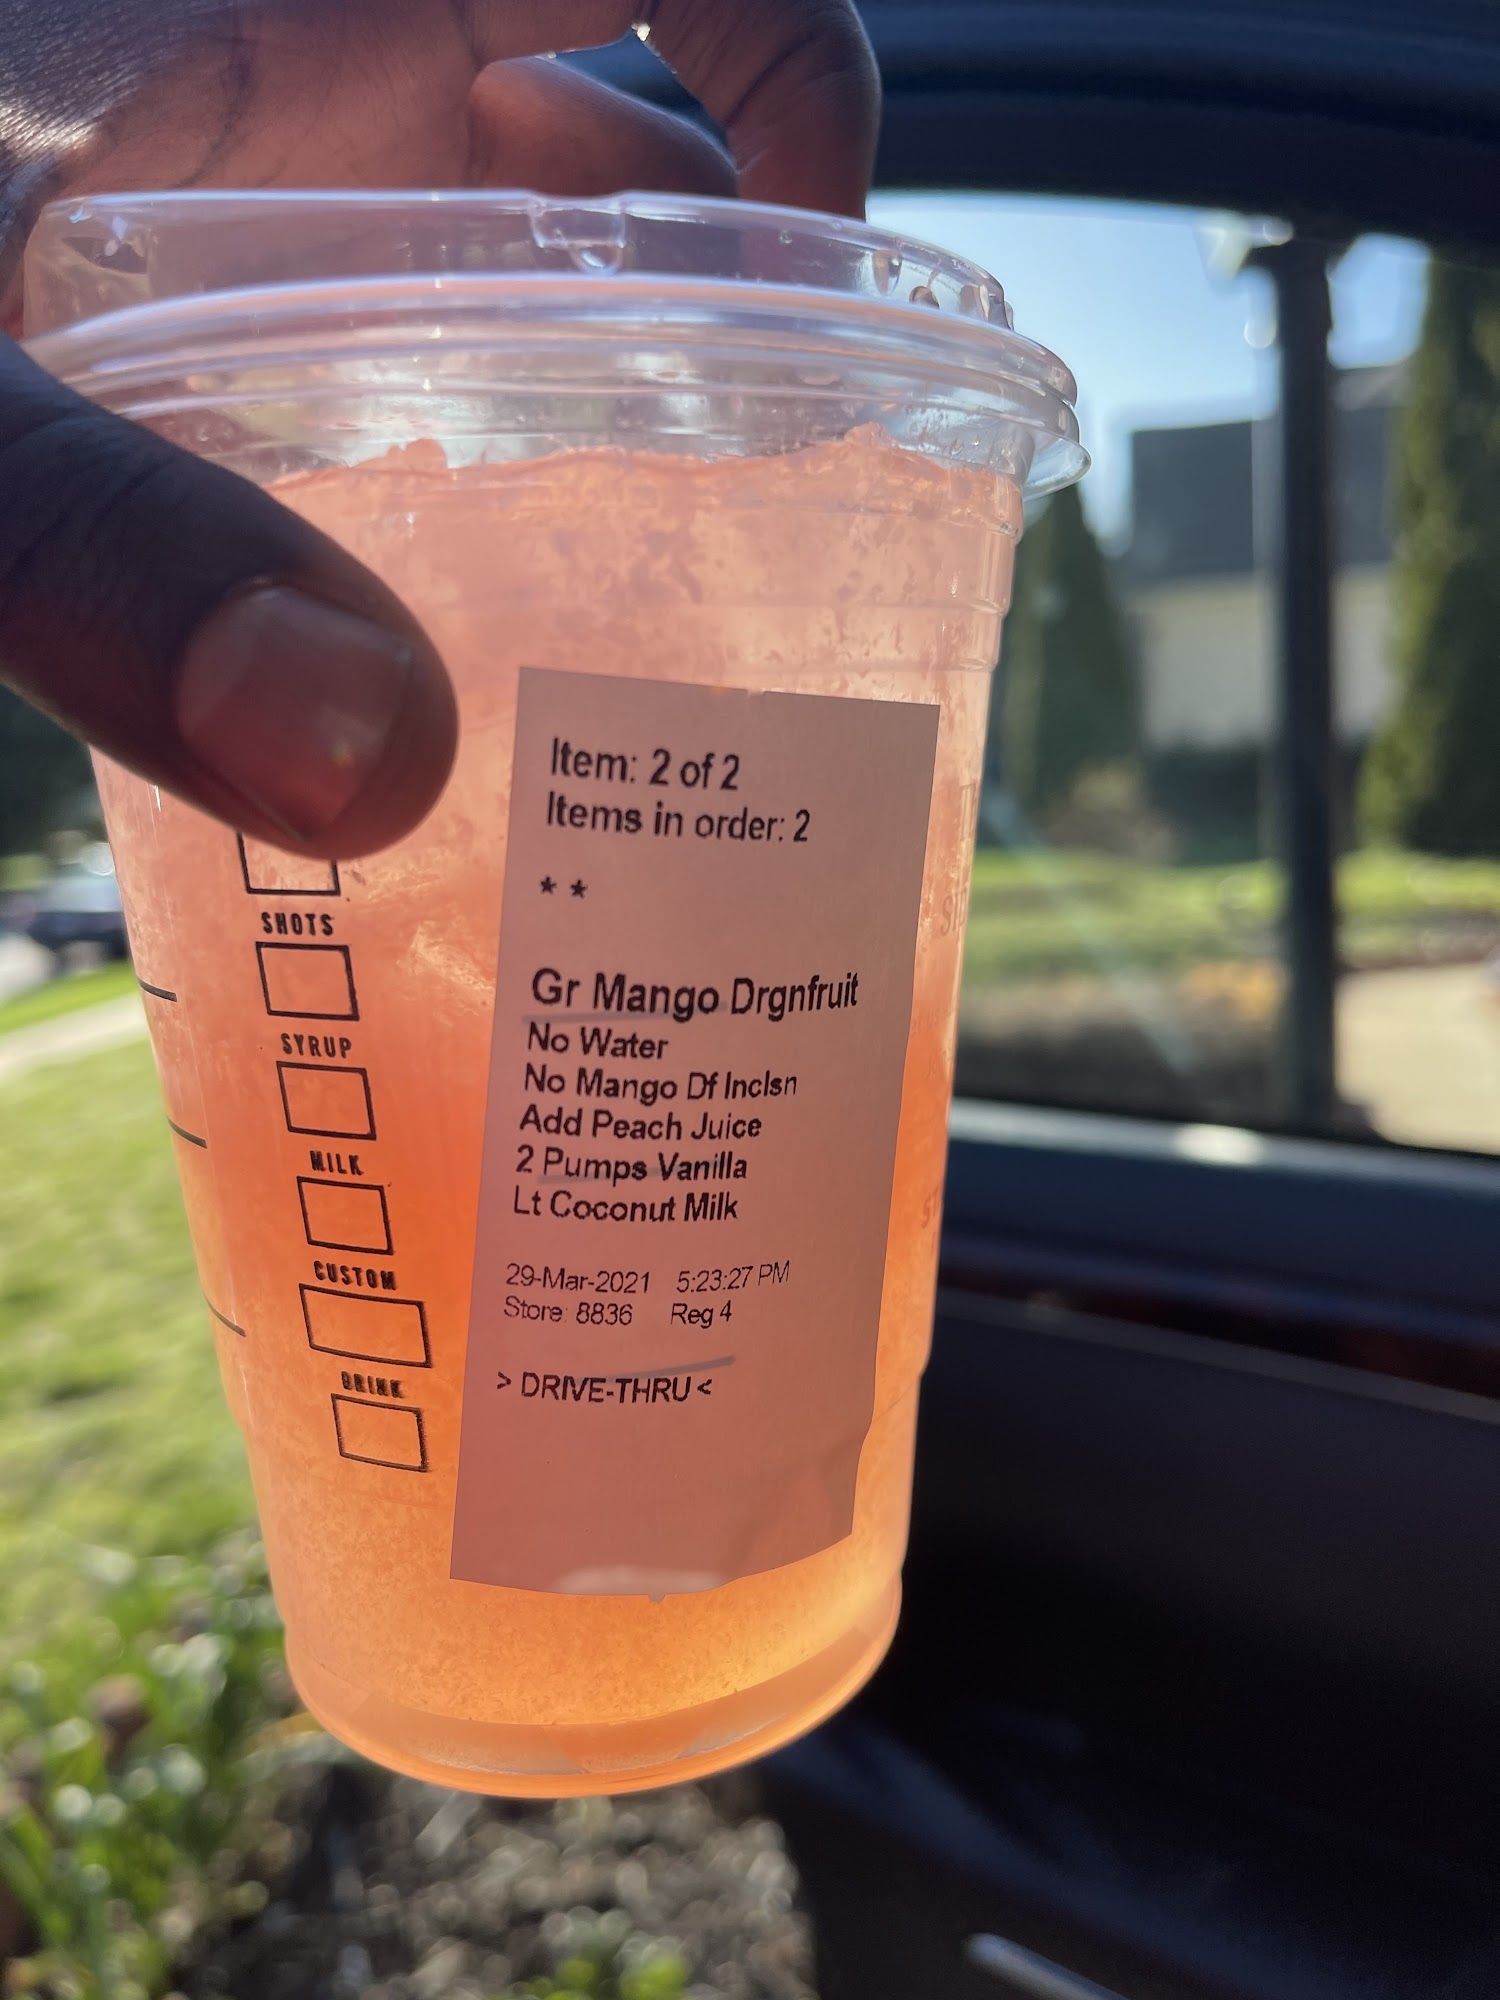 Item: 2 of 2
Items in order: 2
* *
Gr Mango Drgnfruit
No Water
No Mango Df Inclsn
Add Peach Juice
2 Pumps Vanilla
Lt Coconut Milk
29-Mar-2021 5:23:27 PM
Store: 8836 Reg 4
> DRIVE-THRU <
SHOTS
SYRUP
MILK
CUSTOM
DRINK